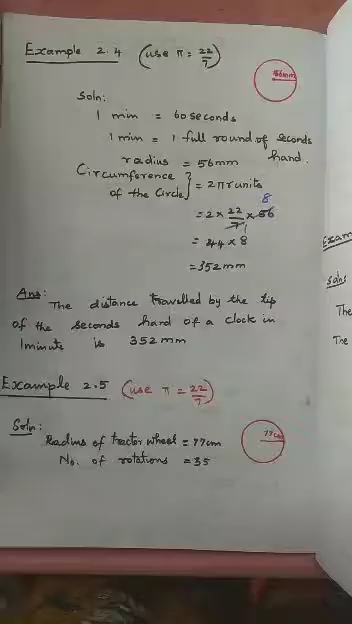 Example 2.4 (use π = 22/7)
56mm
Soln:
1 min = 60 seconds
1 min = 1 full round of seconds
hand.
radius = 56mm
Circumference
of the Circle } = 2πr units
8
= 2 × 22/7 × 56
1
= 44 × 8
= 352 mm
Ans:
The distance travelled by the tip
of the seconds hand of a clock in
1minute is 352 mm
Example 2.5 (use π = 22/7)
Soln:
77cm
Radius of tractor wheel = 77cm
No. of rotations = 35
Exam
Soln
The
The